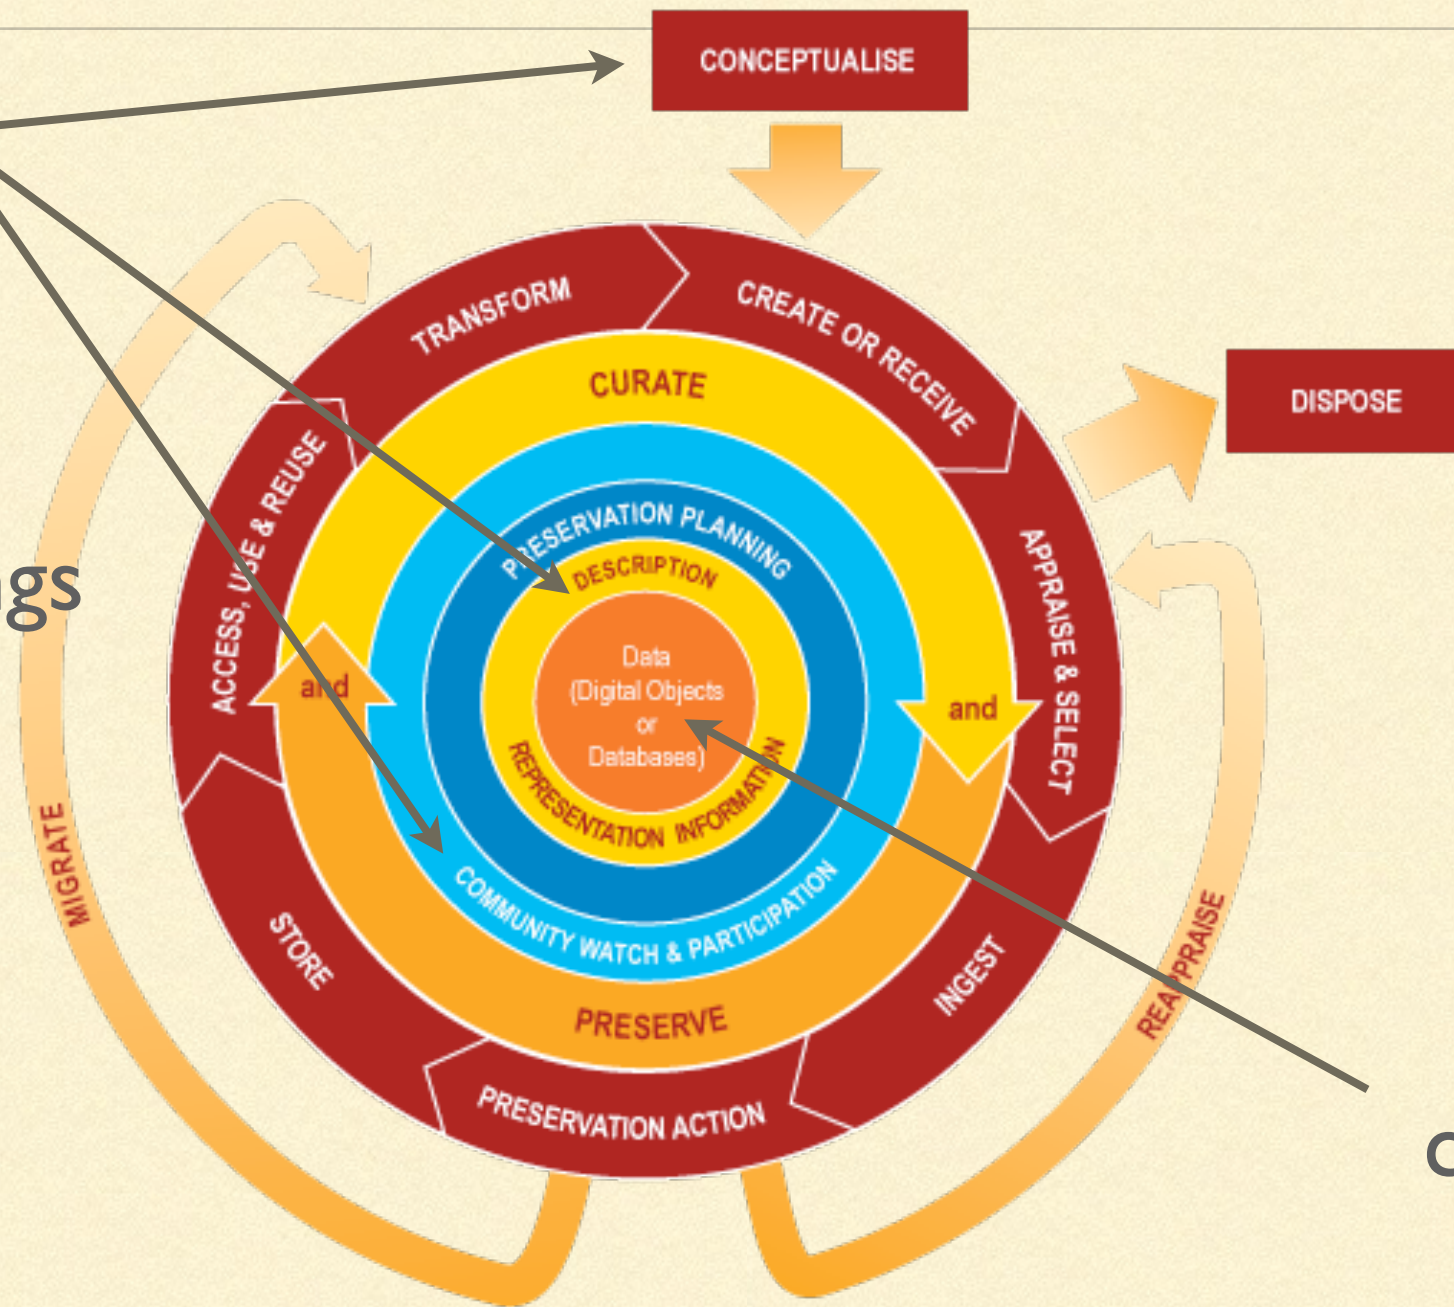 CONCEPTUALISE
DISPOSE
TRANSFORM
CREATE OR RECEIVE
APPRAISE & SELECT
INGEST
PRESERVATION ACTION
STORE
ACCESS, USE & REUSE
CURATE
and
PRESERVE
and
PRESERVATION PLANNING
COMMUNITY WATCH & PARTICIPATION
DESCRIPTION
REPRESENTATION INFORMATION
Data
(Digital Objects
or
Databases)
MIGRATE
REAPPRAISE